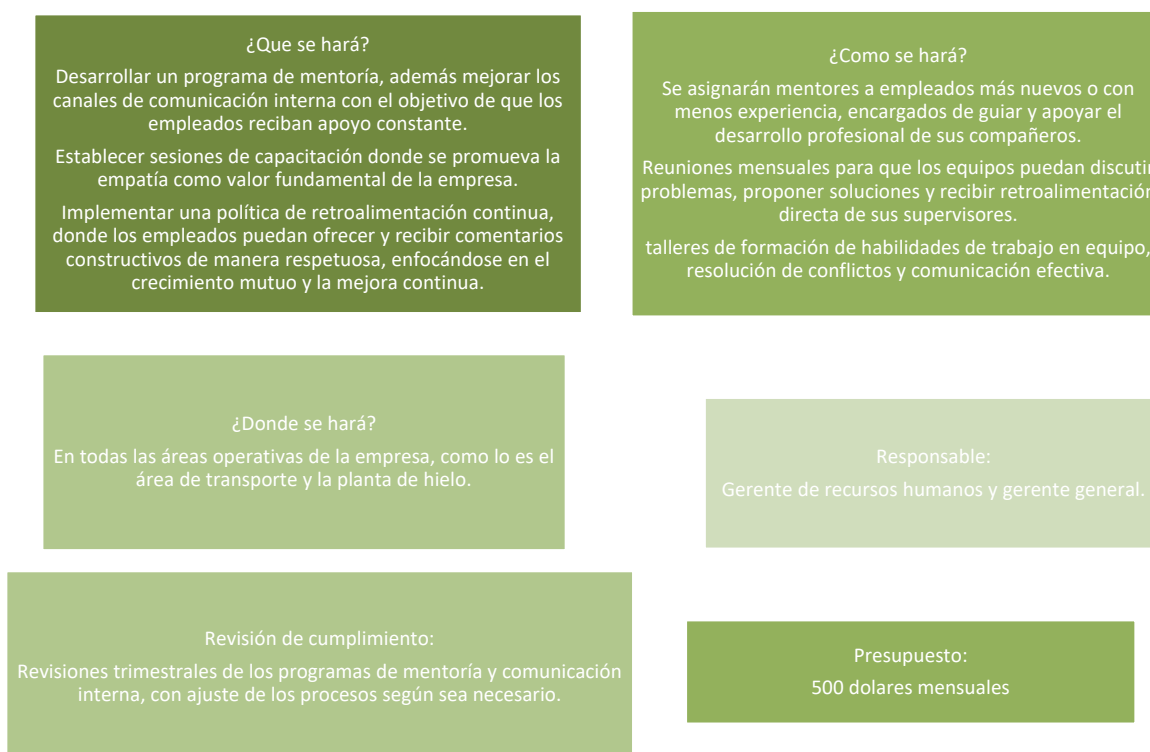 ¿Que se hará?
Desarrollar un programa de mentoría, además mejorar los
canales de comunicación interna con el objetivo de que los
empleados reciban apoyo constante.
Establecer sesiones de capacitación donde se promueva la
empatía como valor fundamental de la empresa.
Implementar una política de retroalimentación continua,
donde los empleados puedan ofrecer y recibir comentarios
constructivos de manera respetuosa, enfocándose en el
crecimiento mutuo y la mejora continua.
¿Como se hará?
Se asignarán mentores a empleados más nuevos o con
menos experiencia, encargados de guiar y apoyar el
desarrollo profesional de sus compañeros.
Reuniones mensuales para que los equipos puedan discutir
problemas, proponer soluciones y recibir retroalimentación
directa de sus supervisores.
talleres de formación de habilidades de trabajo en equipo,
resolución de conflictos y comunicación efectiva.
¿Donde se hará?
En todas las áreas operativas de la empresa, como lo es el
área de transporte y la planta de hielo.
Responsable:
Gerente de recursos humanos y gerente general.
Revisión de cumplimiento:
Revisiones trimestrales de los programas de mentoría y comunicación
interna, con ajuste de los procesos según sea necesario.
Presupuesto:
500 dolares mensuales